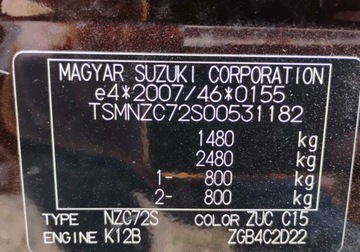 MAGYAR SUZUKI CORPORATION
e4*2007/46*0155
TSMNZC72S00531182
1480 kg
2480 kg
1- 800 kg
2- 800 kg
TYPE NZC72S COLOR ZUC C15
ENGINE K12B ZGB4C2D22